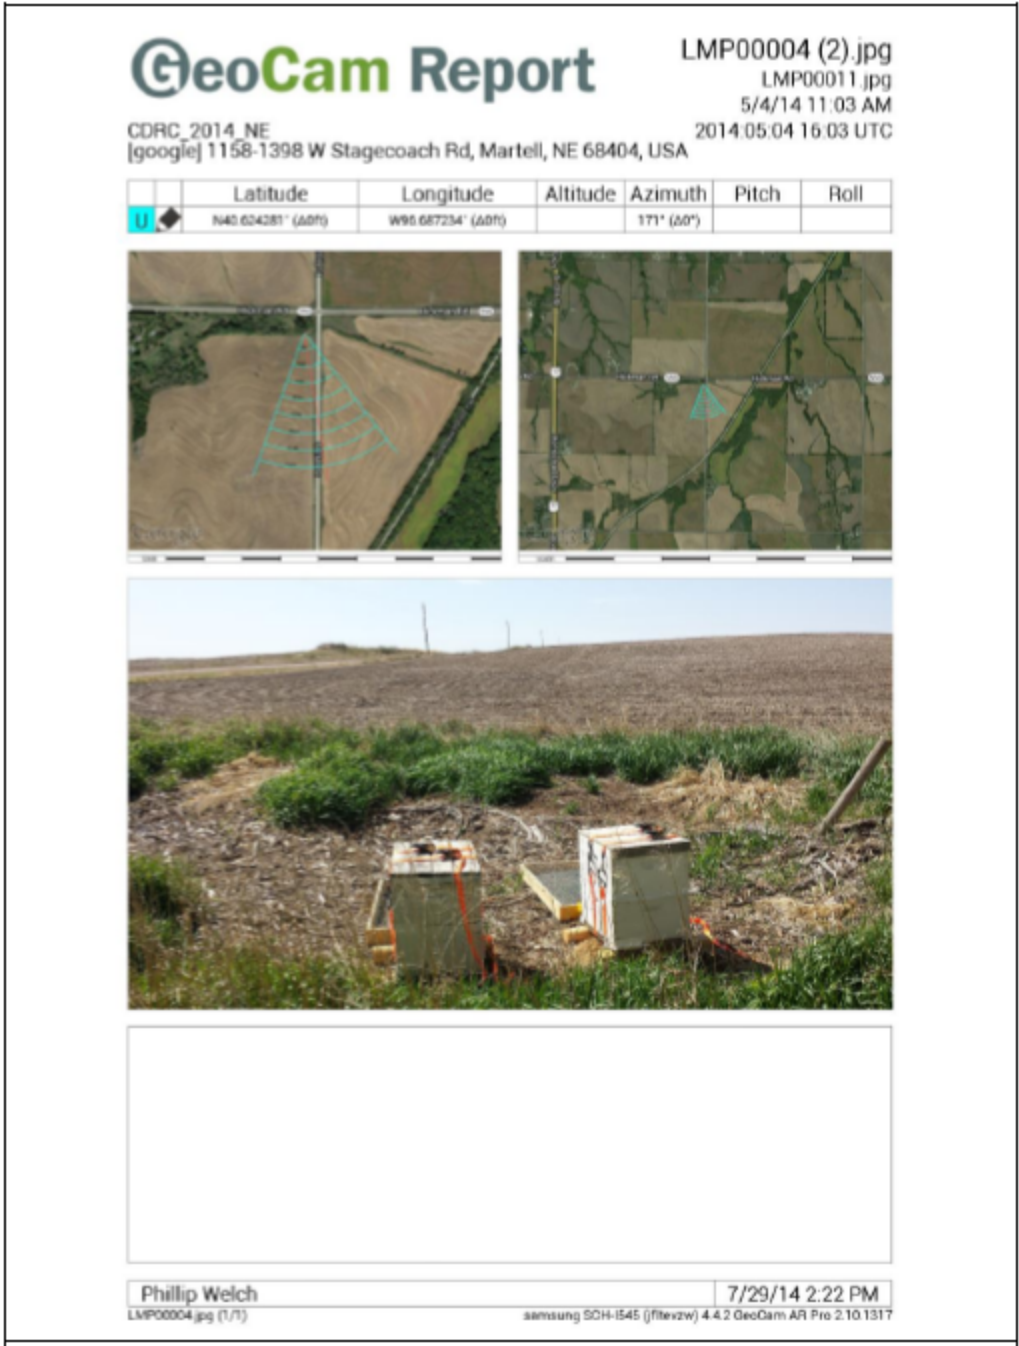 GeoCam Report
LMP00004 (2).jpg
LMP00011.jpg
5/4/14 11:03 AM
CDRC_2014_NE
2014:05:04 16:03 UTC
[google] 1158-1398 W Stagecoach Rd, Martell, NE 68404, USA
Latitude Longitude Altitude Azimuth Pitch Roll
U N40.624281° (Δ0ft) W96.687234° (Δ0ft) 171° (Δ0°)
Phillip Welch 7/29/14 2:22 PM
LMP00004.jpg (1/1) samsung SCH-I545 (jfltevzw) 4.4.2 GeoCam AR Pro 2.10.1317